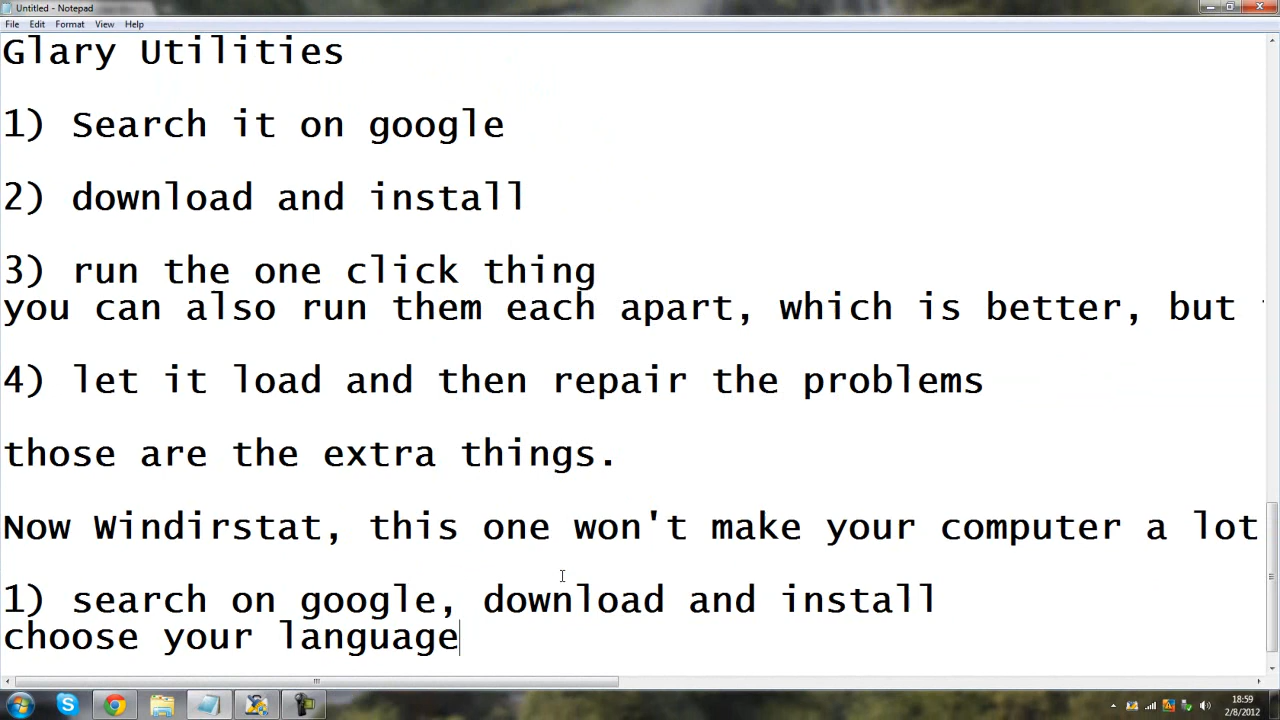 Untitled - Notepad
File Edit Format View Help
Glary Utilities
1) Search it on google
2) download and install
3) run the one click thing
you can also run them each apart, which is better, but
4) let it load and then repair the problems
those are the extra things.
Now Windirstat, this one won't make your computer a lot
1) search on google, download and install
choose your language
18:59
2/8/2012